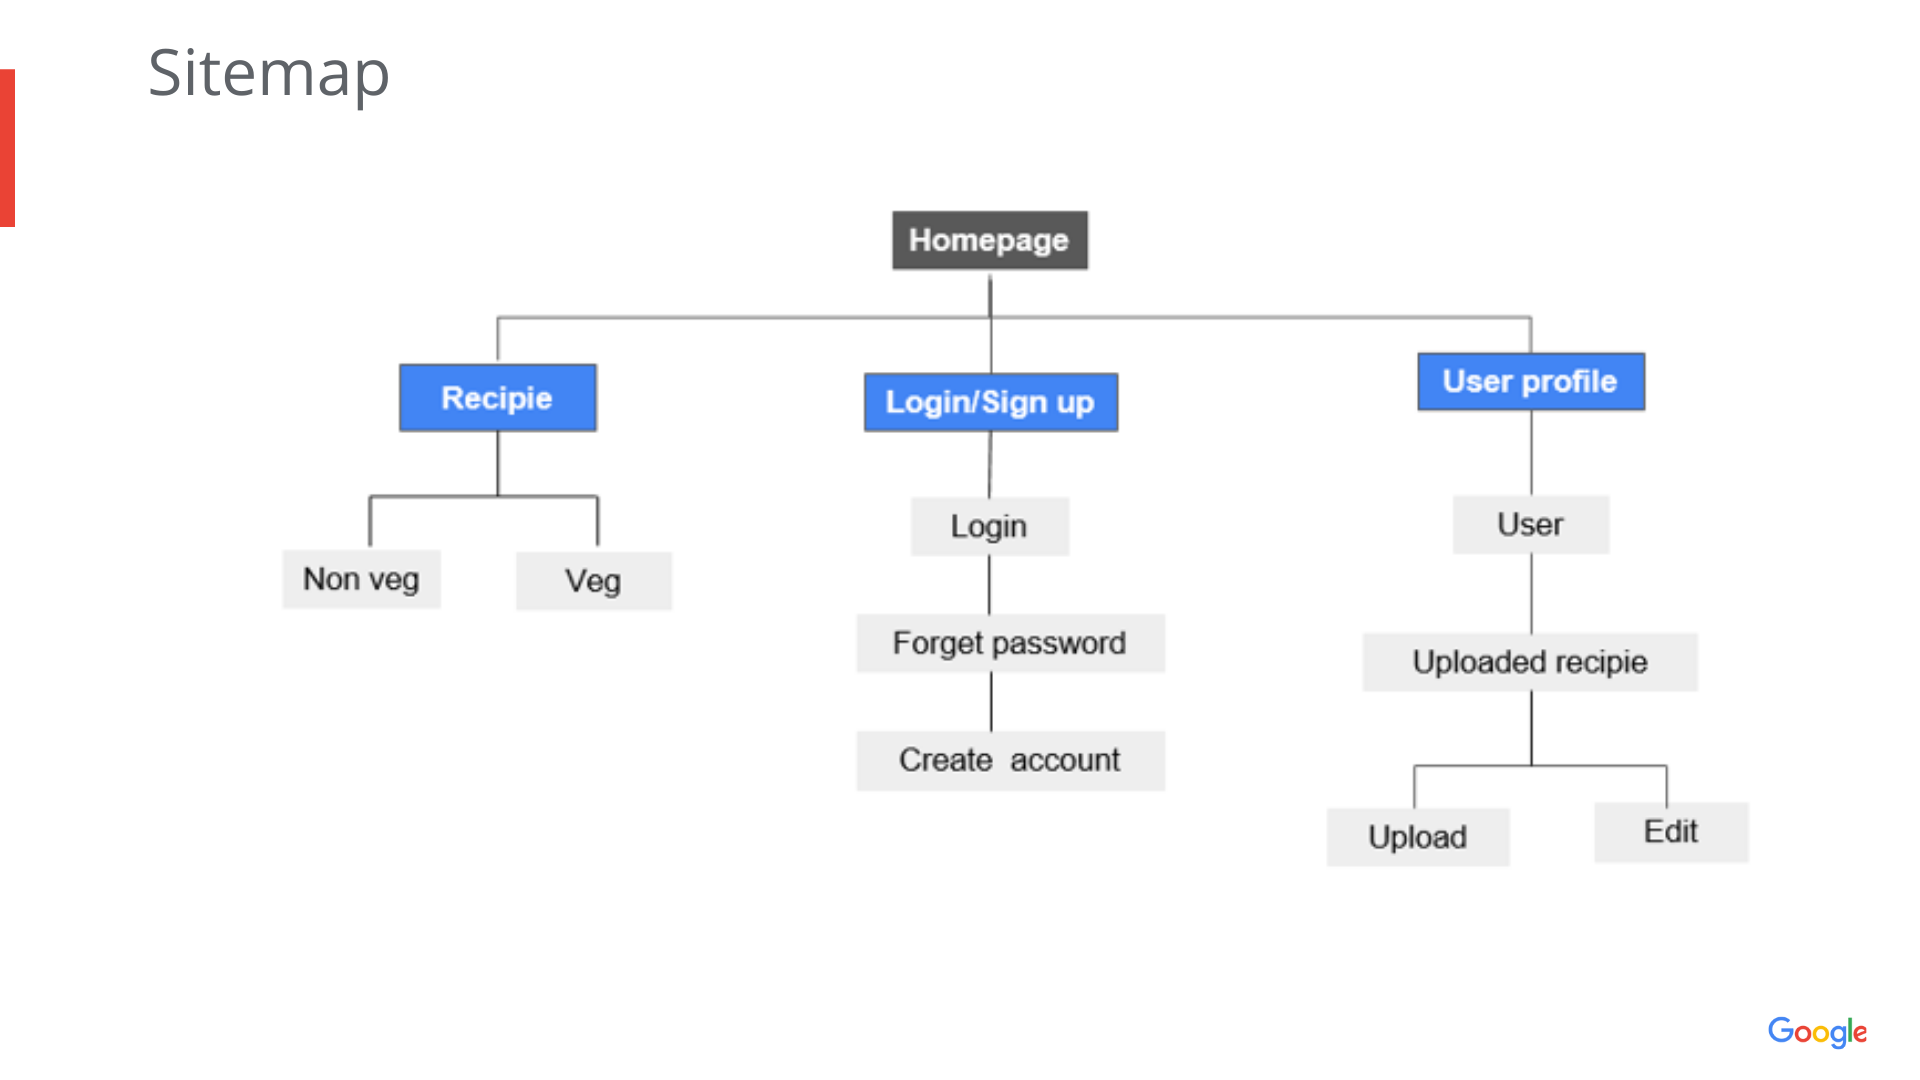 Sitemap
Homepage
Recipie
Login/Sign up
User profile
Non veg
Veg
Login
User
Forget password
Uploaded recipie
Create account
Upload
Edit
Google